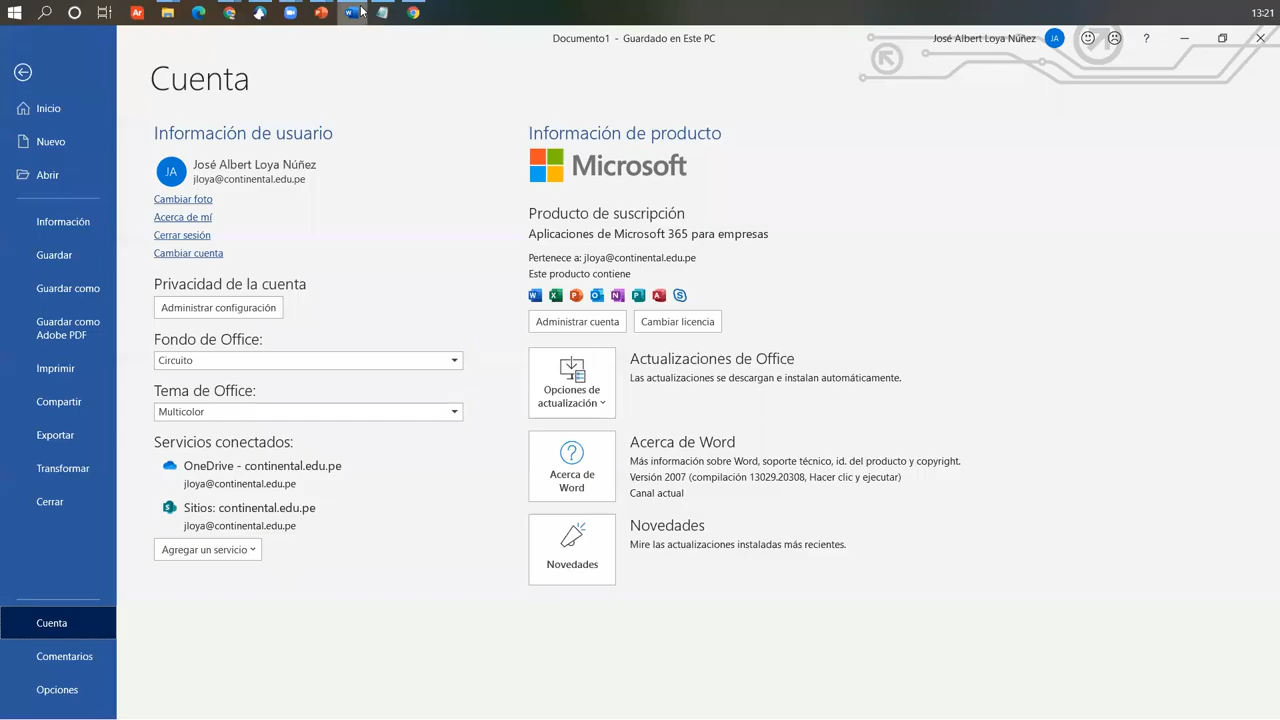 13:21
Documento1 - Guardado en Este PC
José Albert Loya Núñez
JA
?
Inicio
Nuevo
Abrir
Información
Guardar
Guardar como
Guardar como
Adobe PDF
Imprimir
Compartir
Exportar
Transformar
Cerrar
Cuenta
Comentarios
Opciones
Cuenta
Información de usuario
JA
José Albert Loya Núñez
jloya@continental.edu.pe
Cambiar foto
Acerca de mí
Cerrar sesión
Cambiar cuenta
Privacidad de la cuenta
Administrar configuración
Fondo de Office:
Circuito
Tema de Office:
Multicolor
Servicios conectados:
OneDrive - continental.edu.pe
jloya@continental.edu.pe
Sitios: continental.edu.pe
jloya@continental.edu.pe
Agregar un servicio
Información de producto
Microsoft
Producto de suscripción
Aplicaciones de Microsoft 365 para empresas
Pertenece a: jloya@continental.edu.pe
Este producto contiene
Administrar cuenta
Cambiar licencia
Opciones de
actualización
Actualizaciones de Office
Las actualizaciones se descargan e instalan automáticamente.
Acerca de
Word
Acerca de Word
Más información sobre Word, soporte técnico, id. del producto y copyright.
Versión 2007 (compilación 13029.20308, Hacer clic y ejecutar)
Canal actual
Novedades
Novedades
Mire las actualizaciones instaladas más recientes.